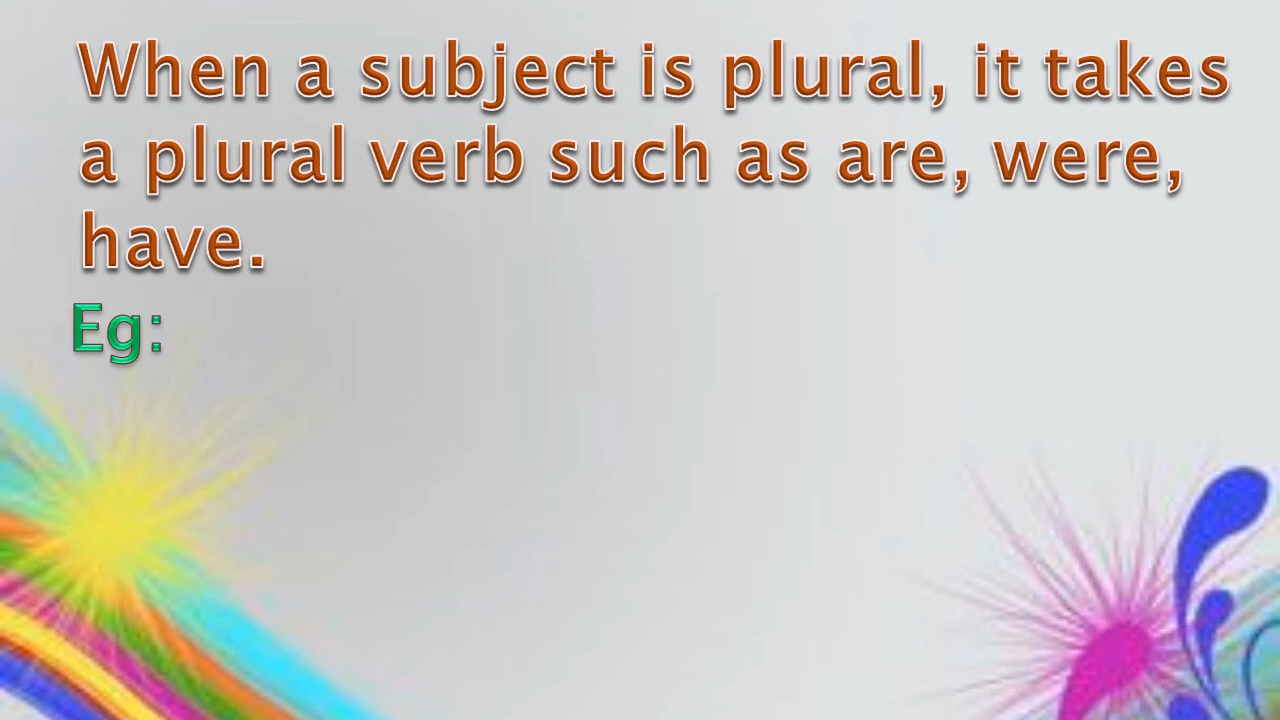 When a subject is plural, it takes
a plural verb such as are, were,
have.
Eg: